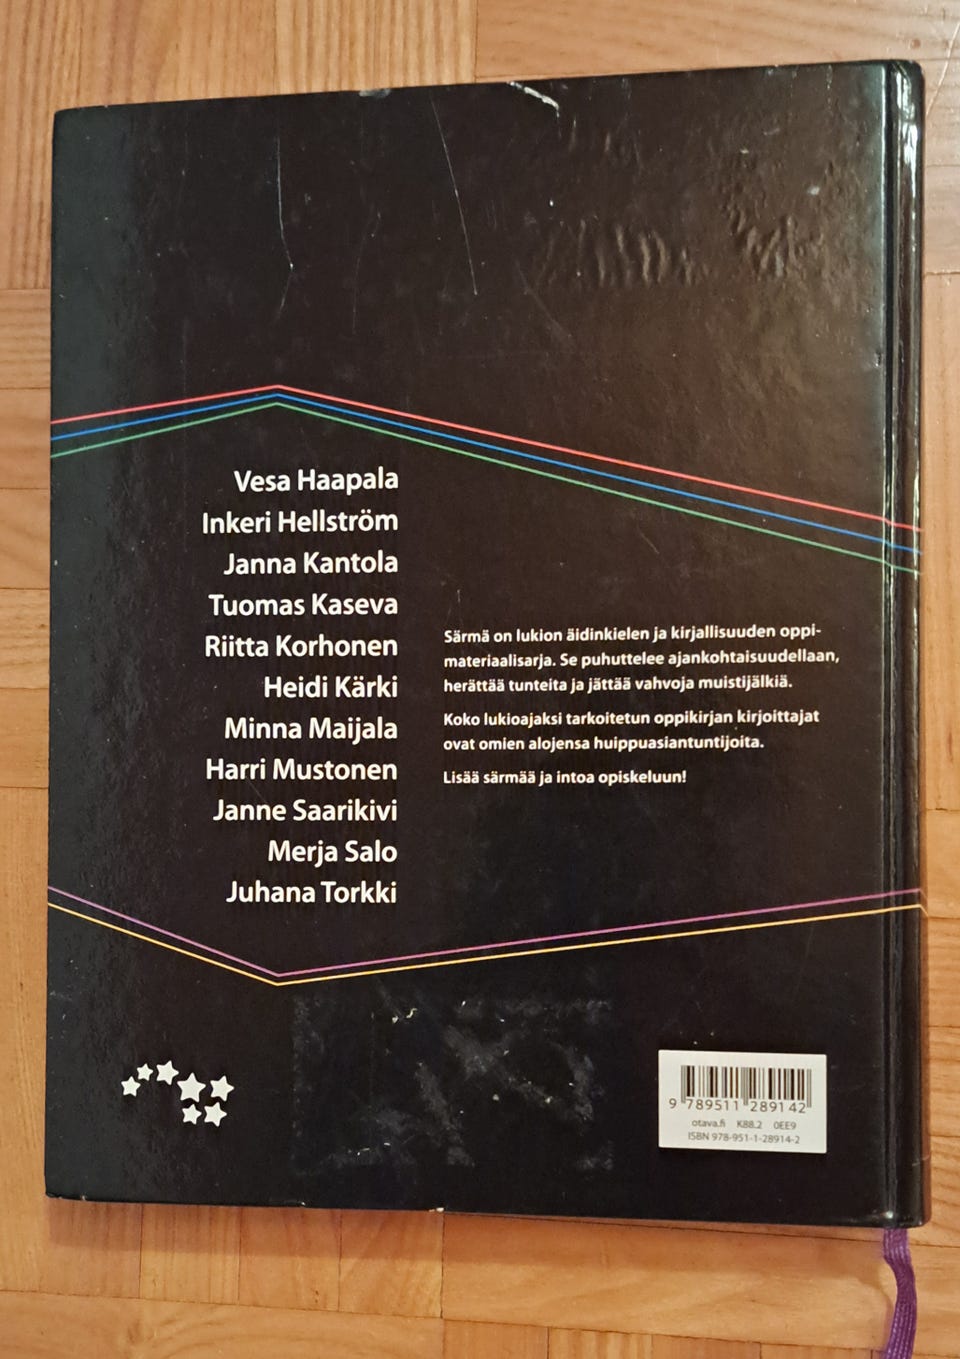 Vesa Haapala
Inkeri Hellström
Janna Kantola
Tuomas Kaseva
Riitta Korhonen
Heidi Kärki
Minna Maijala
Harri Mustonen
Janne Saarikivi
Merja Salo
Juhana Torkki
Särmä on lukion äidinkielen ja kirjallisuuden oppi-
materiaalisarja. Se puhuttelee ajankohtaisuudellaan,
herättää tunteita ja jättää vahvoja muistijälkiä.
Koko lukioajaksi tarkoitetun oppikirjan kirjoittajat
ovat omien alojensa huippuasiantuntijoita.
Lisää särmää ja intoa opiskeluun!
9 789511 289142
otava.fi K88.2 0EE9
ISBN 978-951-1-28914-2